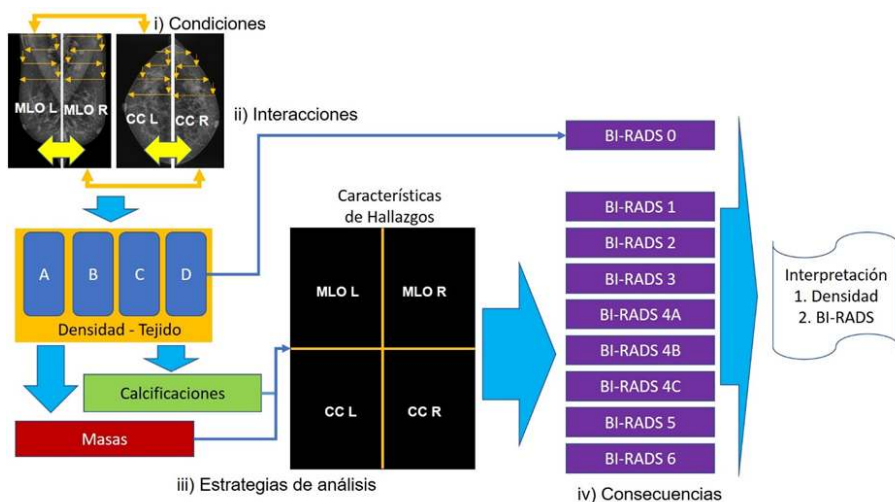 i) Condiciones
MLO L
MLO R
CC L
CC R
ii) Interacciones
A
B
C
D
Densidad - Tejido
Calcificaciones
Masas
Características
de Hallazgos
MLO L
MLO R
CC L
CC R
iii) Estrategias de análisis
BI-RADS 0
BI-RADS 1
BI-RADS 2
BI-RADS 3
BI-RADS 4A
BI-RADS 4B
BI-RADS 4C
BI-RADS 5
BI-RADS 6
iv) Consecuencias
Interpretación
1. Densidad
2. BI-RADS